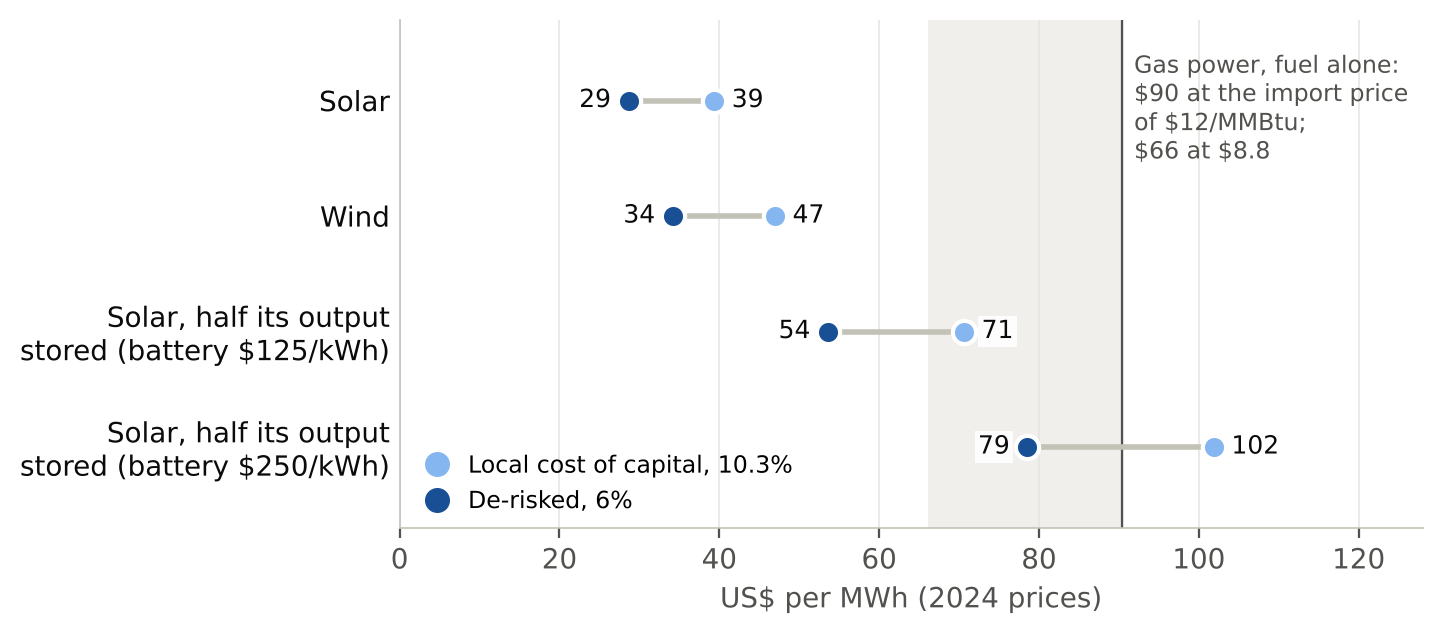 Gas power, fuel alone:
$90 at the import price
of $12/MMBtu;
$66 at $8.8
Solar
29
39
Wind
34
47
Solar, half its output
stored (battery $125/kWh)
54
71
Solar, half its output
stored (battery $250/kWh)
79
102
Local cost of capital, 10.3%
De-risked, 6%
0 20 40 60 80 100 120
US$ per MWh (2024 prices)